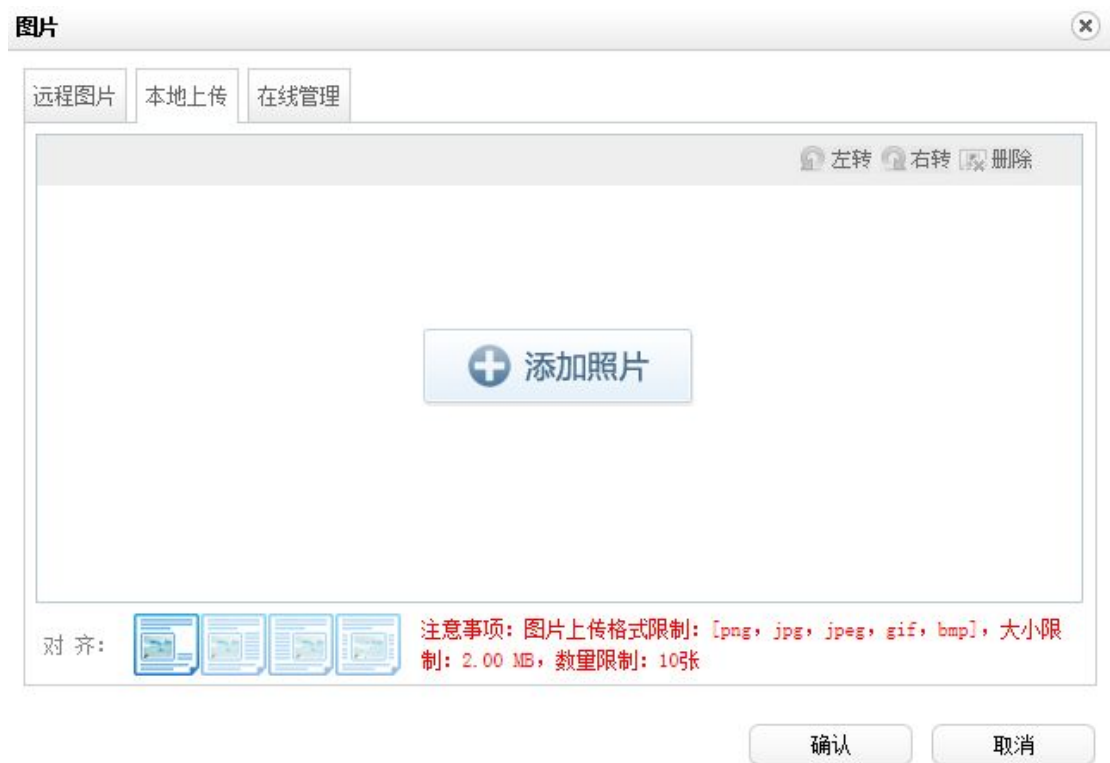 图片
远程图片 本地上传 在线管理
左转 右转 删除
添加照片
对 齐： 注意事项：图片上传格式限制：[png，jpg，jpeg，gif，bmp]，大小限
制：2.00 MB，数量限制：10张
确认 取消